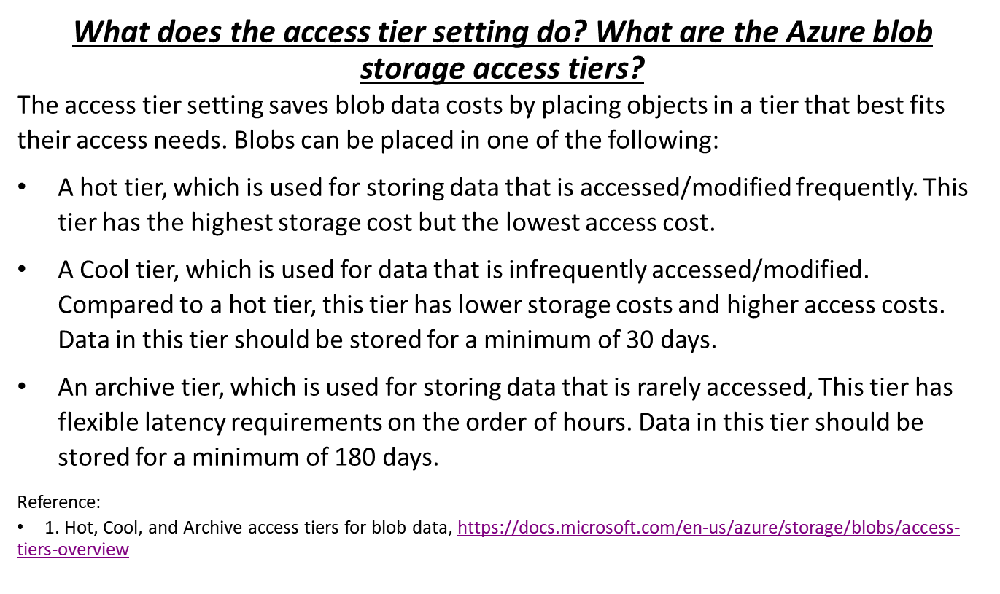 What does the access tier setting do? What are the Azure blob
storage access tiers?
The access tier setting saves blob data costs by placing objects in a tier that best fits
their access needs. Blobs can be placed in one of the following:
• A hot tier, which is used for storing data that is accessed/modified frequently. This
tier has the highest storage cost but the lowest access cost.
• A Cool tier, which is used for data that is infrequently accessed/modified.
Compared to a hot tier, this tier has lower storage costs and higher access costs.
Data in this tier should be stored for a minimum of 30 days.
• An archive tier, which is used for storing data that is rarely accessed, This tier has
flexible latency requirements on the order of hours. Data in this tier should be
stored for a minimum of 180 days.
Reference:
• 1. Hot, Cool, and Archive access tiers for blob data, https://docs.microsoft.com/en-us/azure/storage/blobs/access-
tiers-overview